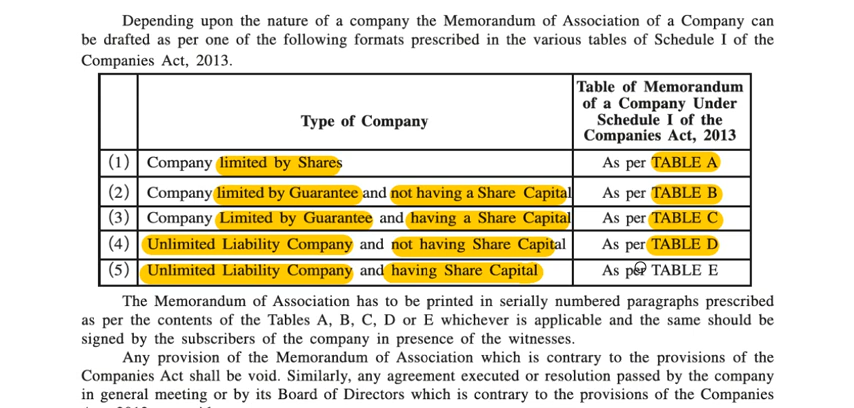 Depending upon the nature of a company the Memorandum of Association of a Company can
be drafted as per one of the following formats prescribed in the various tables of Schedule I of the
Companies Act, 2013.
Type of Company
Table of Memorandum
of a Company Under
Schedule I of the
Companies Act, 2013
(1) Company limited by Shares As per TABLE A
(2) Company limited by Guarantee and not having a Share Capital As per TABLE B
(3) Company Limited by Guarantee and having a Share Capital As per TABLE C
(4) Unlimited Liability Company and not having Share Capital As per TABLE D
(5) Unlimited Liability Company and having Share Capital As per TABLE E
The Memorandum of Association has to be printed in serially numbered paragraphs prescribed
as per the contents of the Tables A, B, C, D or E whichever is applicable and the same should be
signed by the subscribers of the company in presence of the witnesses.
Any provision of the Memorandum of Association which is contrary to the provisions of the
Companies Act shall be void. Similarly, any agreement executed or resolution passed by the company
in general meeting or by its Board of Directors which is contrary to the provisions of the Companies